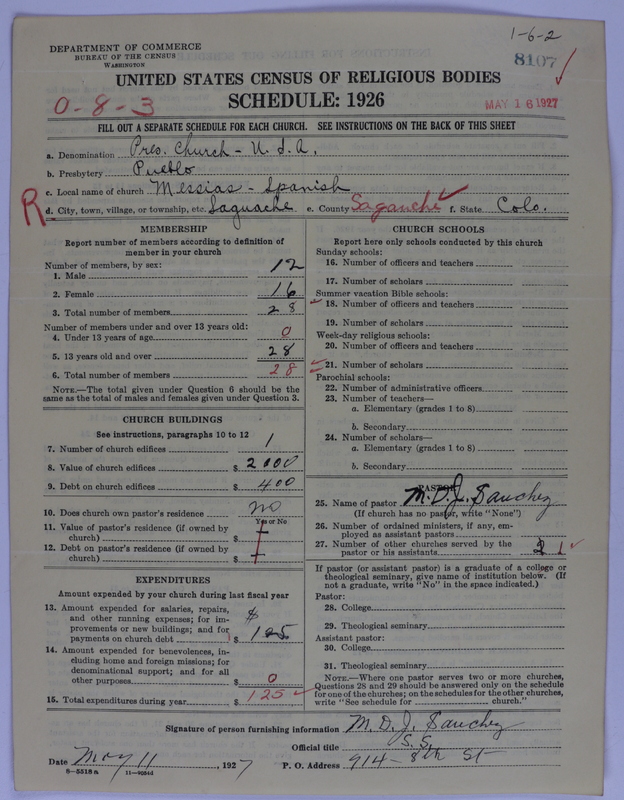 1-6-2
DEPARTMENT OF COMMERCE
BUREAU OF THE CENSUS
WASHINGTON
8107
UNITED STATES CENSUS OF RELIGIOUS BODIES
0-8-3
SCHEDULE: 1926
MAY 16 1927
FILL OUT A SEPARATE SCHEDULE FOR EACH CHURCH. SEE INSTRUCTIONS ON THE BACK OF THIS SHEET
a. Denomination Pres. Church - U.S.A.
b. Presbytery Pueblo
c. Local name of church Messias - Spanish
R d. City, town, village, or township, etc. Saguache e. County Saguache f. State Colo.
MEMBERSHIP
Report number of members according to definition of
member in your church
Number of members, by sex:
1. Male 12
2. Female 16
3. Total number of members 28
Number of members under and over 13 years old:
4. Under 13 years of age 0
5. 13 years old and over 28
6. Total number of members 28
NOTE.—The total given under Question 6 should be the
same as the total of males and females given under Question 3.
CHURCH BUILDINGS
See instructions, paragraphs 10 to 12
7. Number of church edifices 1
8. Value of church edifices $ 2000
9. Debt on church edifices $ 400
10. Does church own pastor's residence No
Yes or No
11. Value of pastor's residence (if owned by
church) $
12. Debt on pastor's residence (if owned by
church) $
EXPENDITURES
Amount expended by your church during last fiscal year
13. Amount expended for salaries, repairs,
and other running expenses; for im-
provements or new buildings; and for
payments on church debt $ 125
14. Amount expended for benevolences, in-
cluding home and foreign missions; for
denominational support; and for all
other purposes $ 0
15. Total expenditures during year $ 125
CHURCH SCHOOLS
Report here only schools conducted by this church
Sunday schools:
16. Number of officers and teachers
17. Number of scholars
Summer vacation Bible schools:
18. Number of officers and teachers
19. Number of scholars
Week-day religious schools:
20. Number of officers and teachers
21. Number of scholars
Parochial schools:
22. Number of administrative officers
23. Number of teachers—
a. Elementary (grades 1 to 8)
b. Secondary
24. Number of scholars—
a. Elementary (grades 1 to 8)
b. Secondary
PASTOR
25. Name of pastor M.D.J. Sanchez
(If church has no pastor, write "None")
26. Number of ordained ministers, if any, em-
ployed as assistant pastors
27. Number of other churches served by the
pastor or his assistants 2 1
If pastor (or assistant pastor) is a graduate of a college or
theological seminary, give name of institution below. (If
not a graduate, write "No" in the space indicated.)
Pastor:
28. College
29. Theological seminary
Assistant pastor:
30. College
31. Theological seminary
NOTE.—Where one pastor serves two or more churches,
Questions 28 and 29 should be answered only on the schedule
for one of the churches; on the schedules for the other churches,
write "See schedule for church."
Signature of person furnishing information M.D.J. Sanchez
Official title S.S.
Date May 11, 1927 P. O. Address 914-8th St
8-5518a 11-9034d